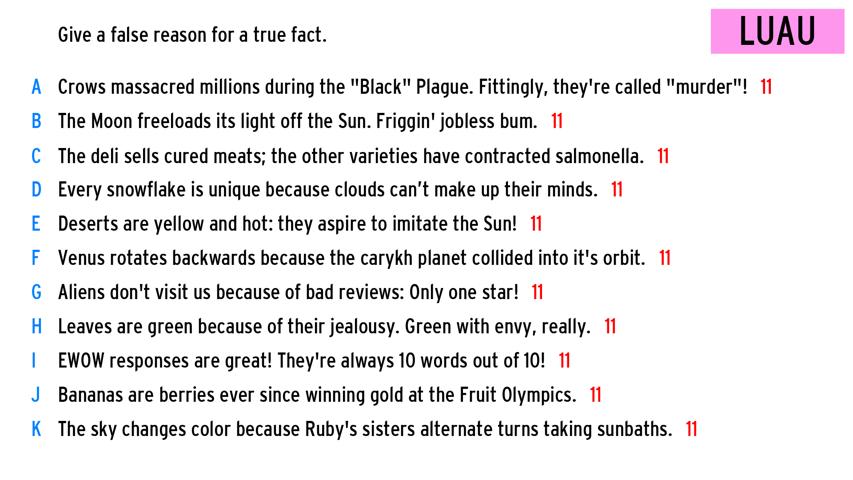 Give a false reason for a true fact.
LUAU
A Crows massacred millions during the "Black" Plague. Fittingly, they're called "murder"! 11
B The Moon freeloads its light off the Sun. Friggin' jobless bum. 11
C The deli sells cured meats; the other varieties have contracted salmonella. 11
D Every snowflake is unique because clouds can’t make up their minds. 11
E Deserts are yellow and hot: they aspire to imitate the Sun! 11
F Venus rotates backwards because the carykh planet collided into it's orbit. 11
G Aliens don't visit us because of bad reviews: Only one star! 11
H Leaves are green because of their jealousy. Green with envy, really. 11
I EWOW responses are great! They're always 10 words out of 10! 11
J Bananas are berries ever since winning gold at the Fruit Olympics. 11
K The sky changes color because Ruby's sisters alternate turns taking sunbaths. 11